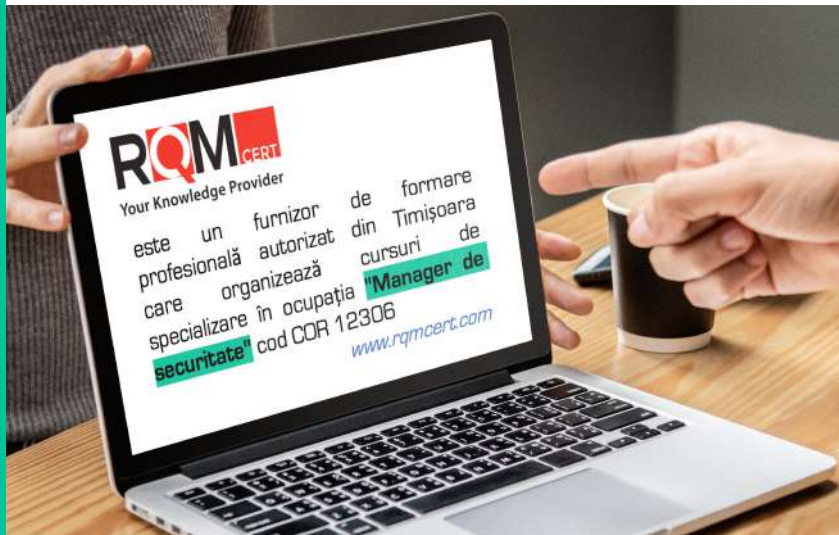 RQM CERT
Your Knowledge Provider
este un furnizor de formare
profesională autorizat din Timișoara
care organizează cursuri de
specializare în ocupația "Manager de
securitate" cod COR 12306
www.rqmcert.com